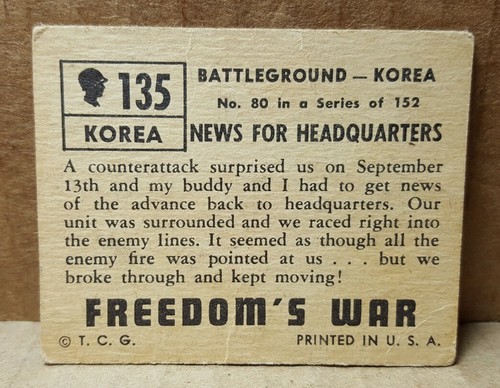 135
KOREA
BATTLEGROUND — KOREA
No. 80 in a Series of 152
NEWS FOR HEADQUARTERS
A counterattack surprised us on September
13th and my buddy and I had to get news
of the advance back to headquarters. Our
unit was surrounded and we raced right into
the enemy lines. It seemed as though all the
enemy fire was pointed at us . . . but we
broke through and kept moving!
FREEDOM'S WAR
© T. C. G.
PRINTED IN U. S. A.